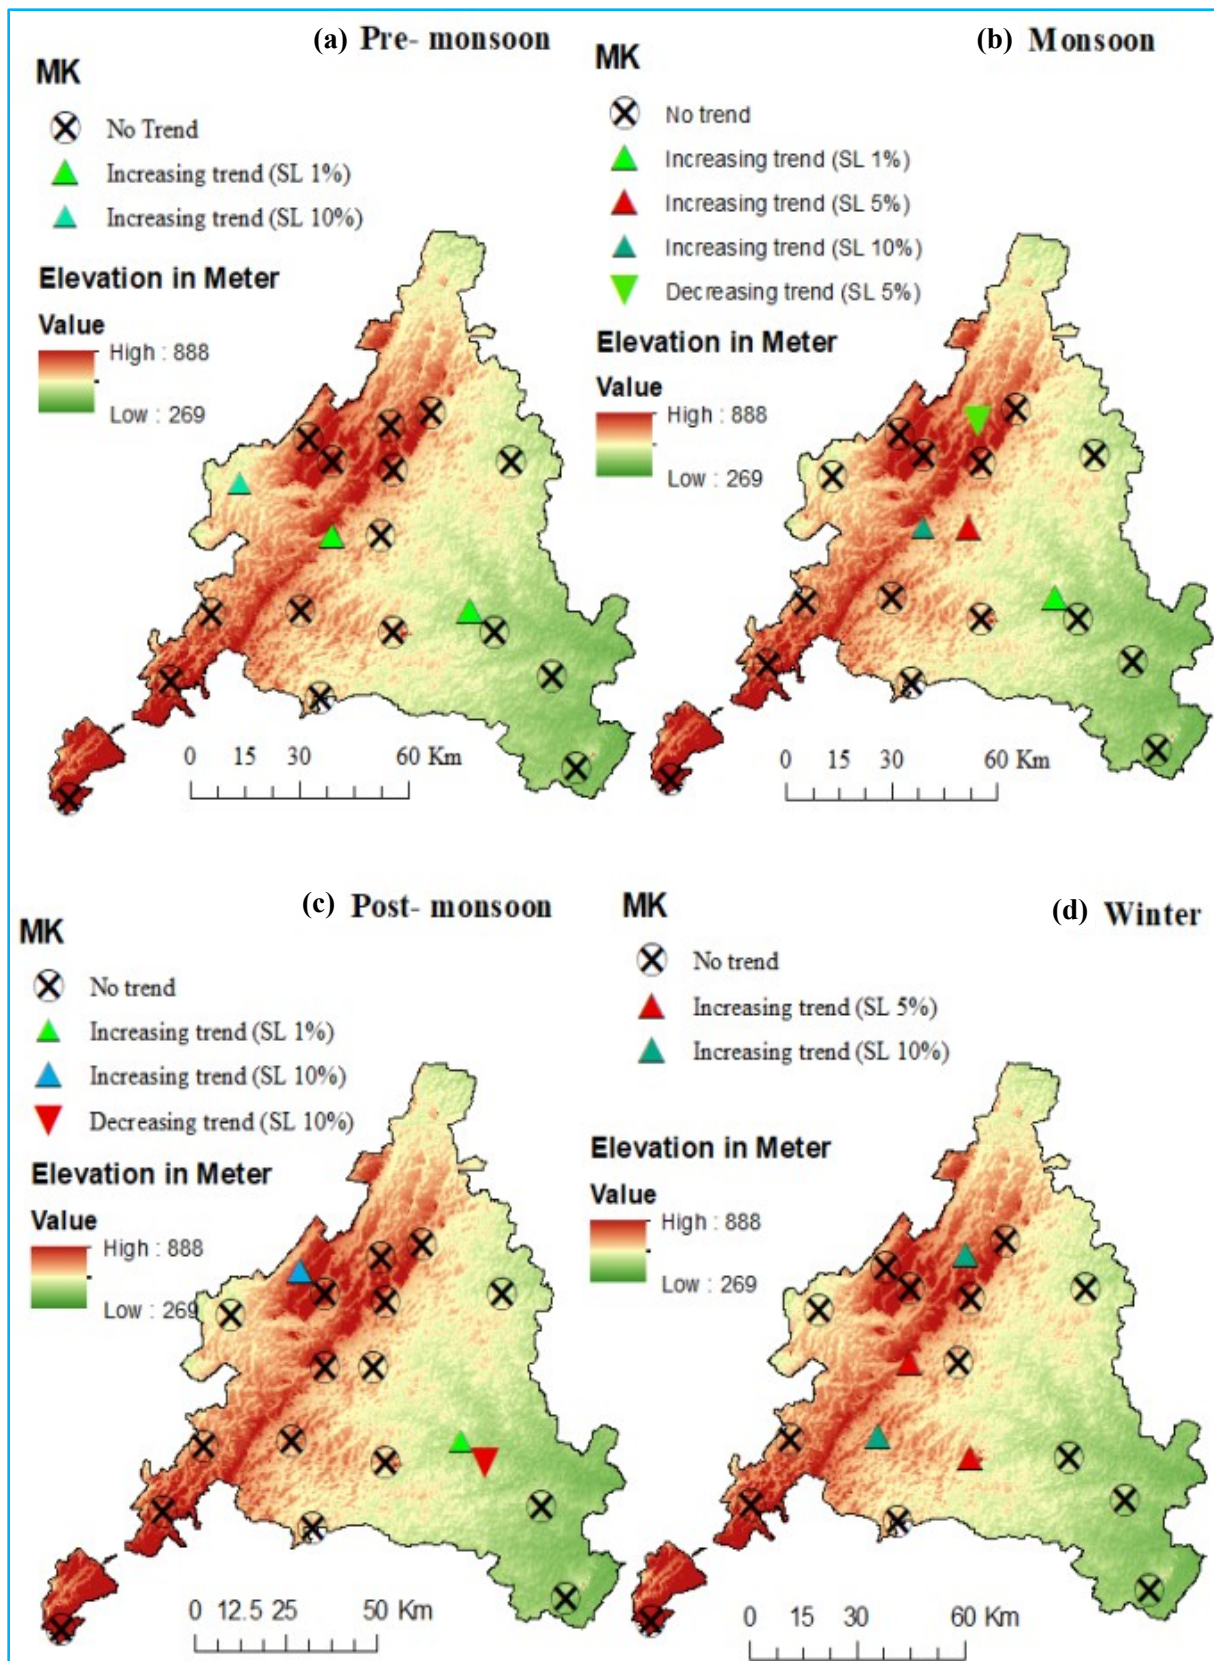 (a) Pre- monsoon
MK
No Trend
Increasing trend (SL 1%)
Increasing trend (SL 10%)
Elevation in Meter
Value
High : 888
Low : 269
0 15 30 60 Km
(b) Monsoon
MK
No trend
Increasing trend (SL 1%)
Increasing trend (SL 5%)
Increasing trend (SL 10%)
Decreasing trend (SL 5%)
Elevation in Meter
Value
High : 888
Low : 269
0 15 30 60 Km
(c) Post- monsoon
MK
No trend
Increasing trend (SL 1%)
Increasing trend (SL 10%)
Decreasing trend (SL 10%)
Elevation in Meter
Value
High : 888
Low : 269
0 12.5 25 50 Km
(d) Winter
MK
No trend
Increasing trend (SL 5%)
Increasing trend (SL 10%)
Elevation in Meter
Value
High : 888
Low : 269
0 15 30 60 Km